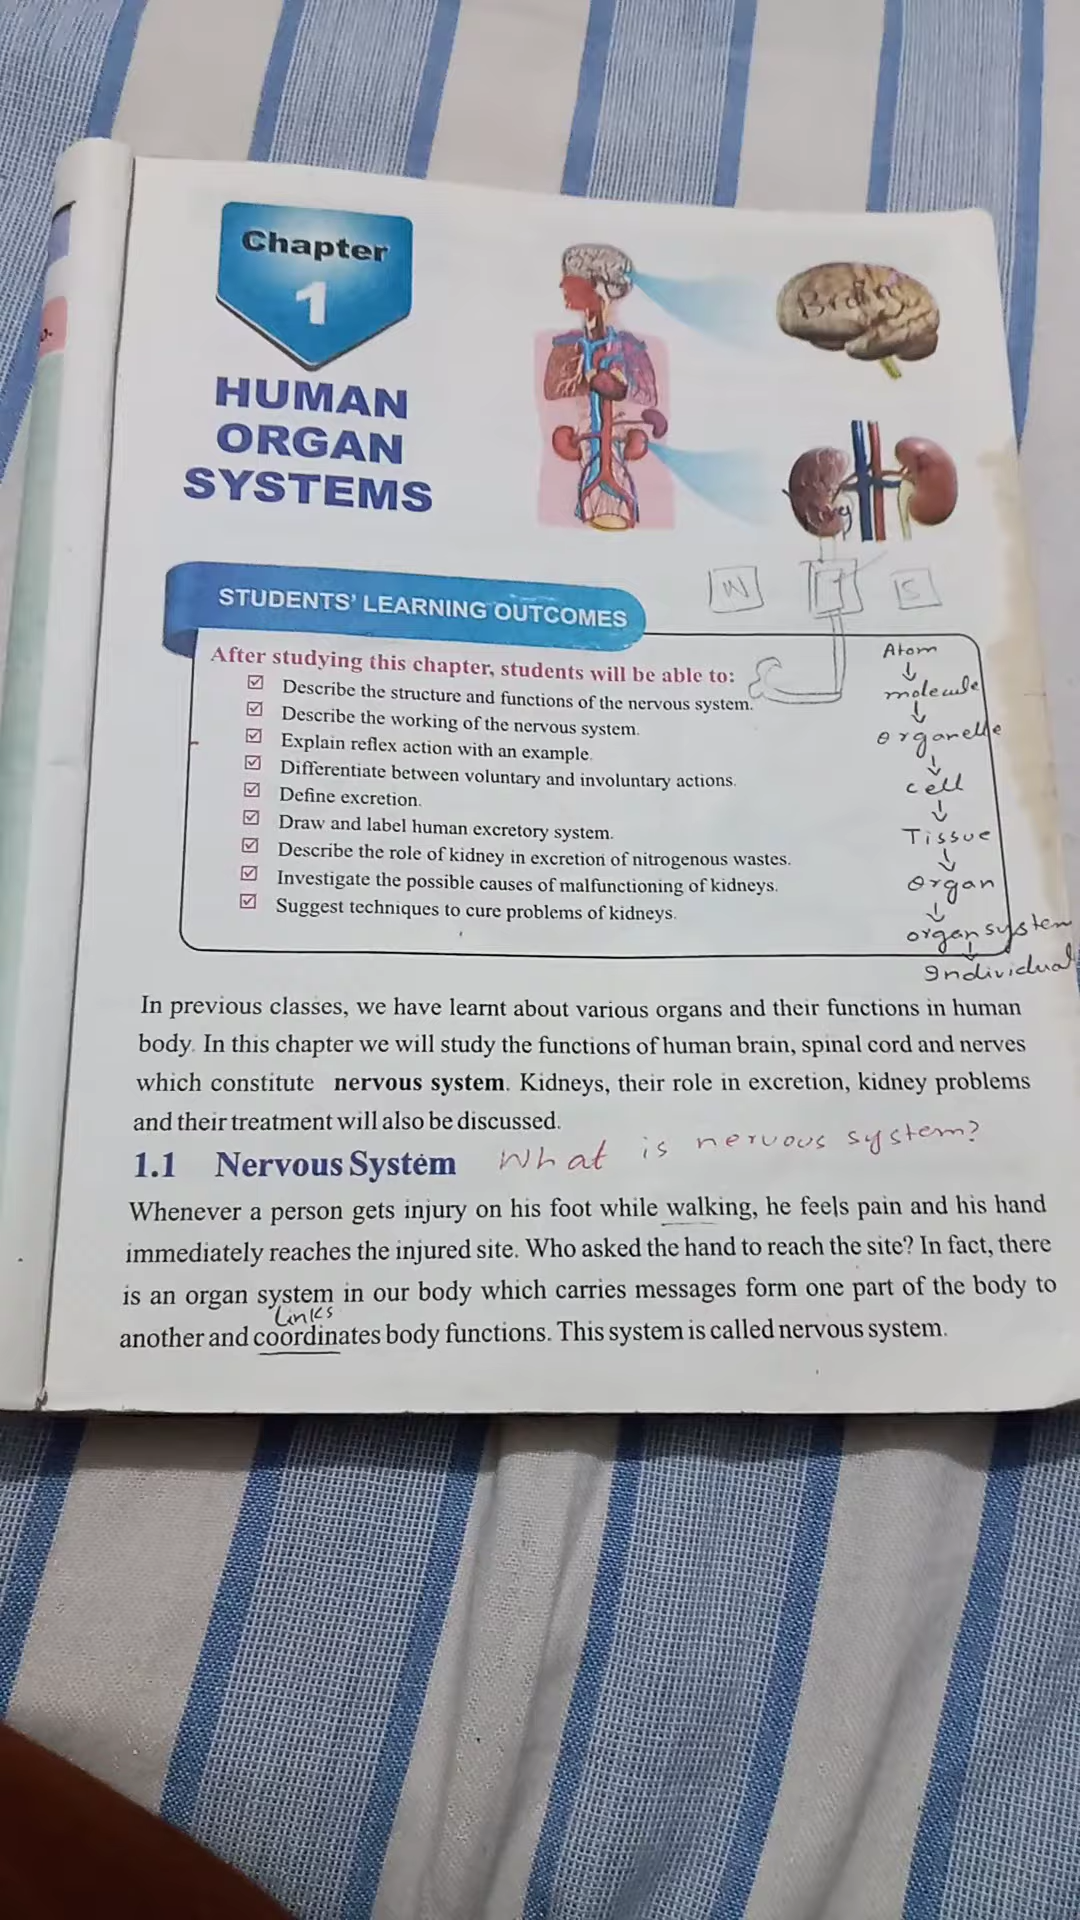 Chapter
1
HUMAN
ORGAN
SYSTEMS
Brain
W
S
STUDENTS' LEARNING OUTCOMES
After studying this chapter, students will be able to:
☑ Describe the structure and functions of the nervous system.
☑ Describe the working of the nervous system.
☑ Explain reflex action with an example.
☑ Differentiate between voluntary and involuntary actions.
☑ Define excretion.
☑ Draw and label human excretory system.
☑ Describe the role of kidney in excretion of nitrogenous wastes.
☑ Investigate the possible causes of malfunctioning of kidneys.
☑ Suggest techniques to cure problems of kidneys.
Atom
↓
molecule
↓
organelle
↓
cell
↓
Tissue
↓
organ
↓
organ system
↓
Individual
In previous classes, we have learnt about various organs and their functions in human
body. In this chapter we will study the functions of human brain, spinal cord and nerves
which constitute nervous system. Kidneys, their role in excretion, kidney problems
and their treatment will also be discussed.
1.1 Nervous System What is nervous system?
Whenever a person gets injury on his foot while walking, he feels pain and his hand
immediately reaches the injured site. Who asked the hand to reach the site? In fact, there
is an organ system in our body which carries messages form one part of the body to
Links
another and coordinates body functions. This system is called nervous system.